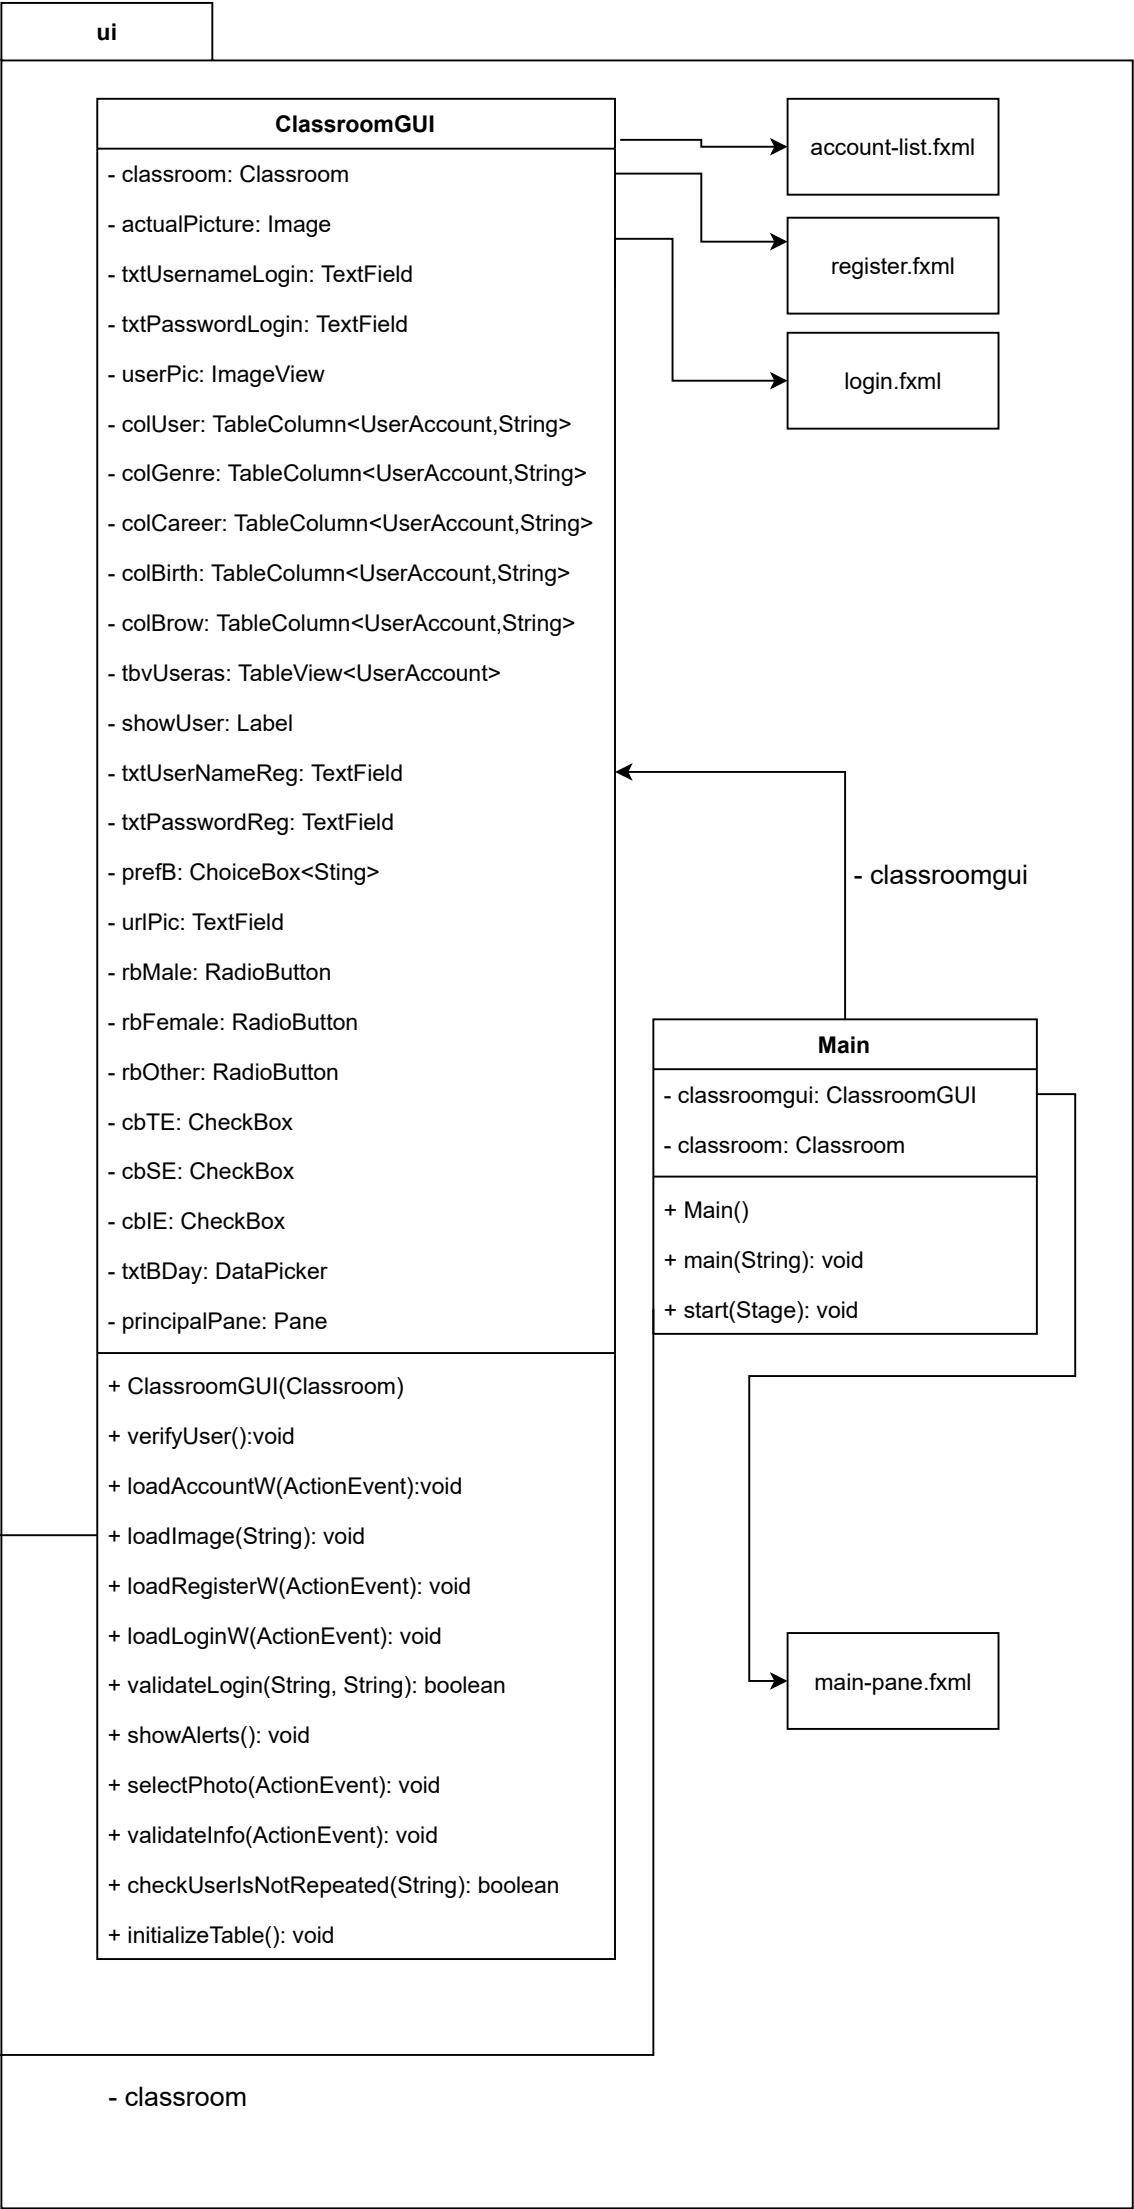 ui
ClassroomGUI
- classroom: Classroom
- actualPicture: Image
- txtUsernameLogin: TextField
- txtPasswordLogin: TextField
- userPic: ImageView
- colUser: TableColumn<UserAccount,String>
- colGenre: TableColumn<UserAccount,String>
- colCareer: TableColumn<UserAccount,String>
- colBirth: TableColumn<UserAccount,String>
- colBrow: TableColumn<UserAccount,String>
- tbvUseras: TableView<UserAccount>
- showUser: Label
- txtUserNameReg: TextField
- txtPasswordReg: TextField
- prefB: ChoiceBox<Sting>
- urlPic: TextField
- rbMale: RadioButton
- rbFemale: RadioButton
- rbOther: RadioButton
- cbTE: CheckBox
- cbSE: CheckBox
- cbIE: CheckBox
- txtBDay: DataPicker
- principalPane: Pane
+ ClassroomGUI(Classroom)
+ verifyUser():void
+ loadAccountW(ActionEvent):void
+ loadImage(String): void
+ loadRegisterW(ActionEvent): void
+ loadLoginW(ActionEvent): void
+ validateLogin(String, String): boolean
+ showAlerts(): void
+ selectPhoto(ActionEvent): void
+ validateInfo(ActionEvent): void
+ checkUserIsNotRepeated(String): boolean
+ initializeTable(): void
account-list.fxml
register.fxml
login.fxml
- classroomgui
Main
- classroomgui: ClassroomGUI
- classroom: Classroom
+ Main()
+ main(String): void
+ start(Stage): void
main-pane.fxml
- classroom